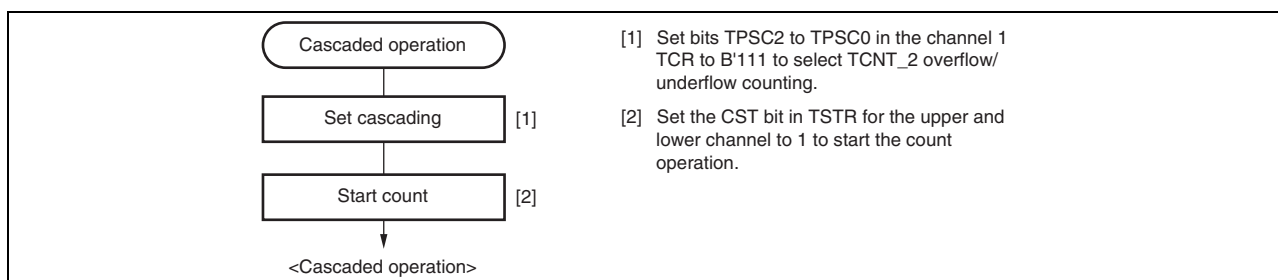 Cascaded operation
Set cascading [1]
Start count [2]
<Cascaded operation>
[1] Set bits TPSC2 to TPSC0 in the channel 1
TCR to B'111 to select TCNT_2 overflow/
underflow counting.
[2] Set the CST bit in TSTR for the upper and
lower channel to 1 to start the count
operation.